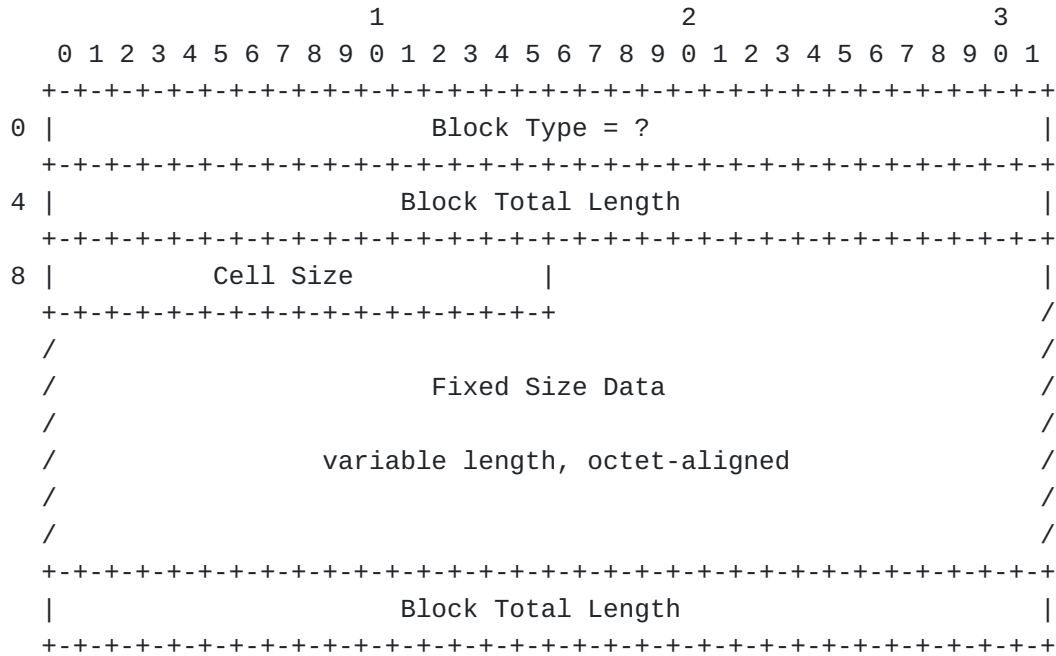 1                   2                   3
    0 1 2 3 4 5 6 7 8 9 0 1 2 3 4 5 6 7 8 9 0 1 2 3 4 5 6 7 8 9 0 1
   +-+-+-+-+-+-+-+-+-+-+-+-+-+-+-+-+-+-+-+-+-+-+-+-+-+-+-+-+-+-+-+-+
 0 |                        Block Type = ?                         |
   +-+-+-+-+-+-+-+-+-+-+-+-+-+-+-+-+-+-+-+-+-+-+-+-+-+-+-+-+-+-+-+-+
 4 |                      Block Total Length                       |
   +-+-+-+-+-+-+-+-+-+-+-+-+-+-+-+-+-+-+-+-+-+-+-+-+-+-+-+-+-+-+-+-+
 8 |          Cell Size            |                               |
   +-+-+-+-+-+-+-+-+-+-+-+-+-+-+-+-+                               /
   /                                                               /
   /                        Fixed Size Data                        /
   /                                                               /
   /                 variable length, octet-aligned                /
   /                                                               /
   /                                                               /
   +-+-+-+-+-+-+-+-+-+-+-+-+-+-+-+-+-+-+-+-+-+-+-+-+-+-+-+-+-+-+-+-+
   |                      Block Total Length                       |
   +-+-+-+-+-+-+-+-+-+-+-+-+-+-+-+-+-+-+-+-+-+-+-+-+-+-+-+-+-+-+-+-+